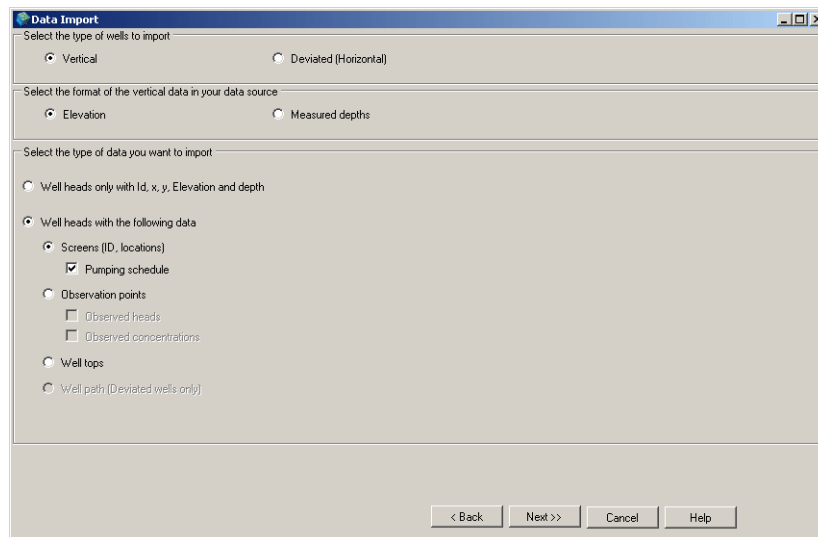 Data Import
Select the type of wells to import
Vertical Deviated (Horizontal)
Select the format of the vertical data in your data source
Elevation Measured depths
Select the type of data you want to import
Well heads only with Id, x, y, Elevation and depth
Well heads with the following data
Screens (ID, locations)
Pumping schedule
Observation points
Observed heads
Observed concentrations
Well tops
Well path (Deviated wells only)
< Back Next >> Cancel Help